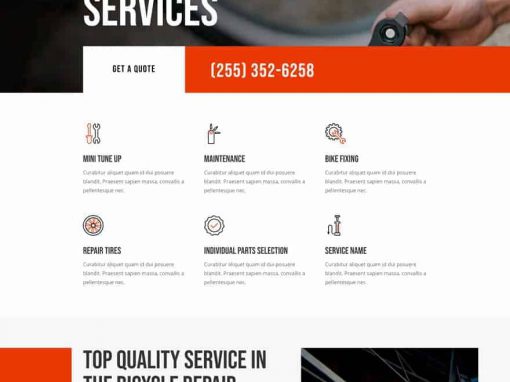 SERVICES
GET A QUOTE
(255) 352-6258
MINI TUNE UP
Curabitur aliquet quam id dui posuere
blandit. Praesent sapien massa, convallis a
pellentesque nec.
MAINTENANCE
Curabitur aliquet quam id dui posuere
blandit. Praesent sapien massa, convallis a
pellentesque nec.
BIKE FIXING
Curabitur aliquet quam id dui posuere
blandit. Praesent sapien massa, convallis a
pellentesque nec.
REPAIR TIRES
Curabitur aliquet quam id dui posuere
blandit. Praesent sapien massa, convallis a
pellentesque nec.
INDIVIDUAL PARTS SELECTION
Curabitur aliquet quam id dui posuere
blandit. Praesent sapien massa, convallis a
pellentesque nec.
SERVICE NAME
Curabitur aliquet quam id dui posuere
blandit. Praesent sapien massa, convallis a
pellentesque nec.
TOP QUALITY SERVICE IN
THE BICYCLE REPAIR